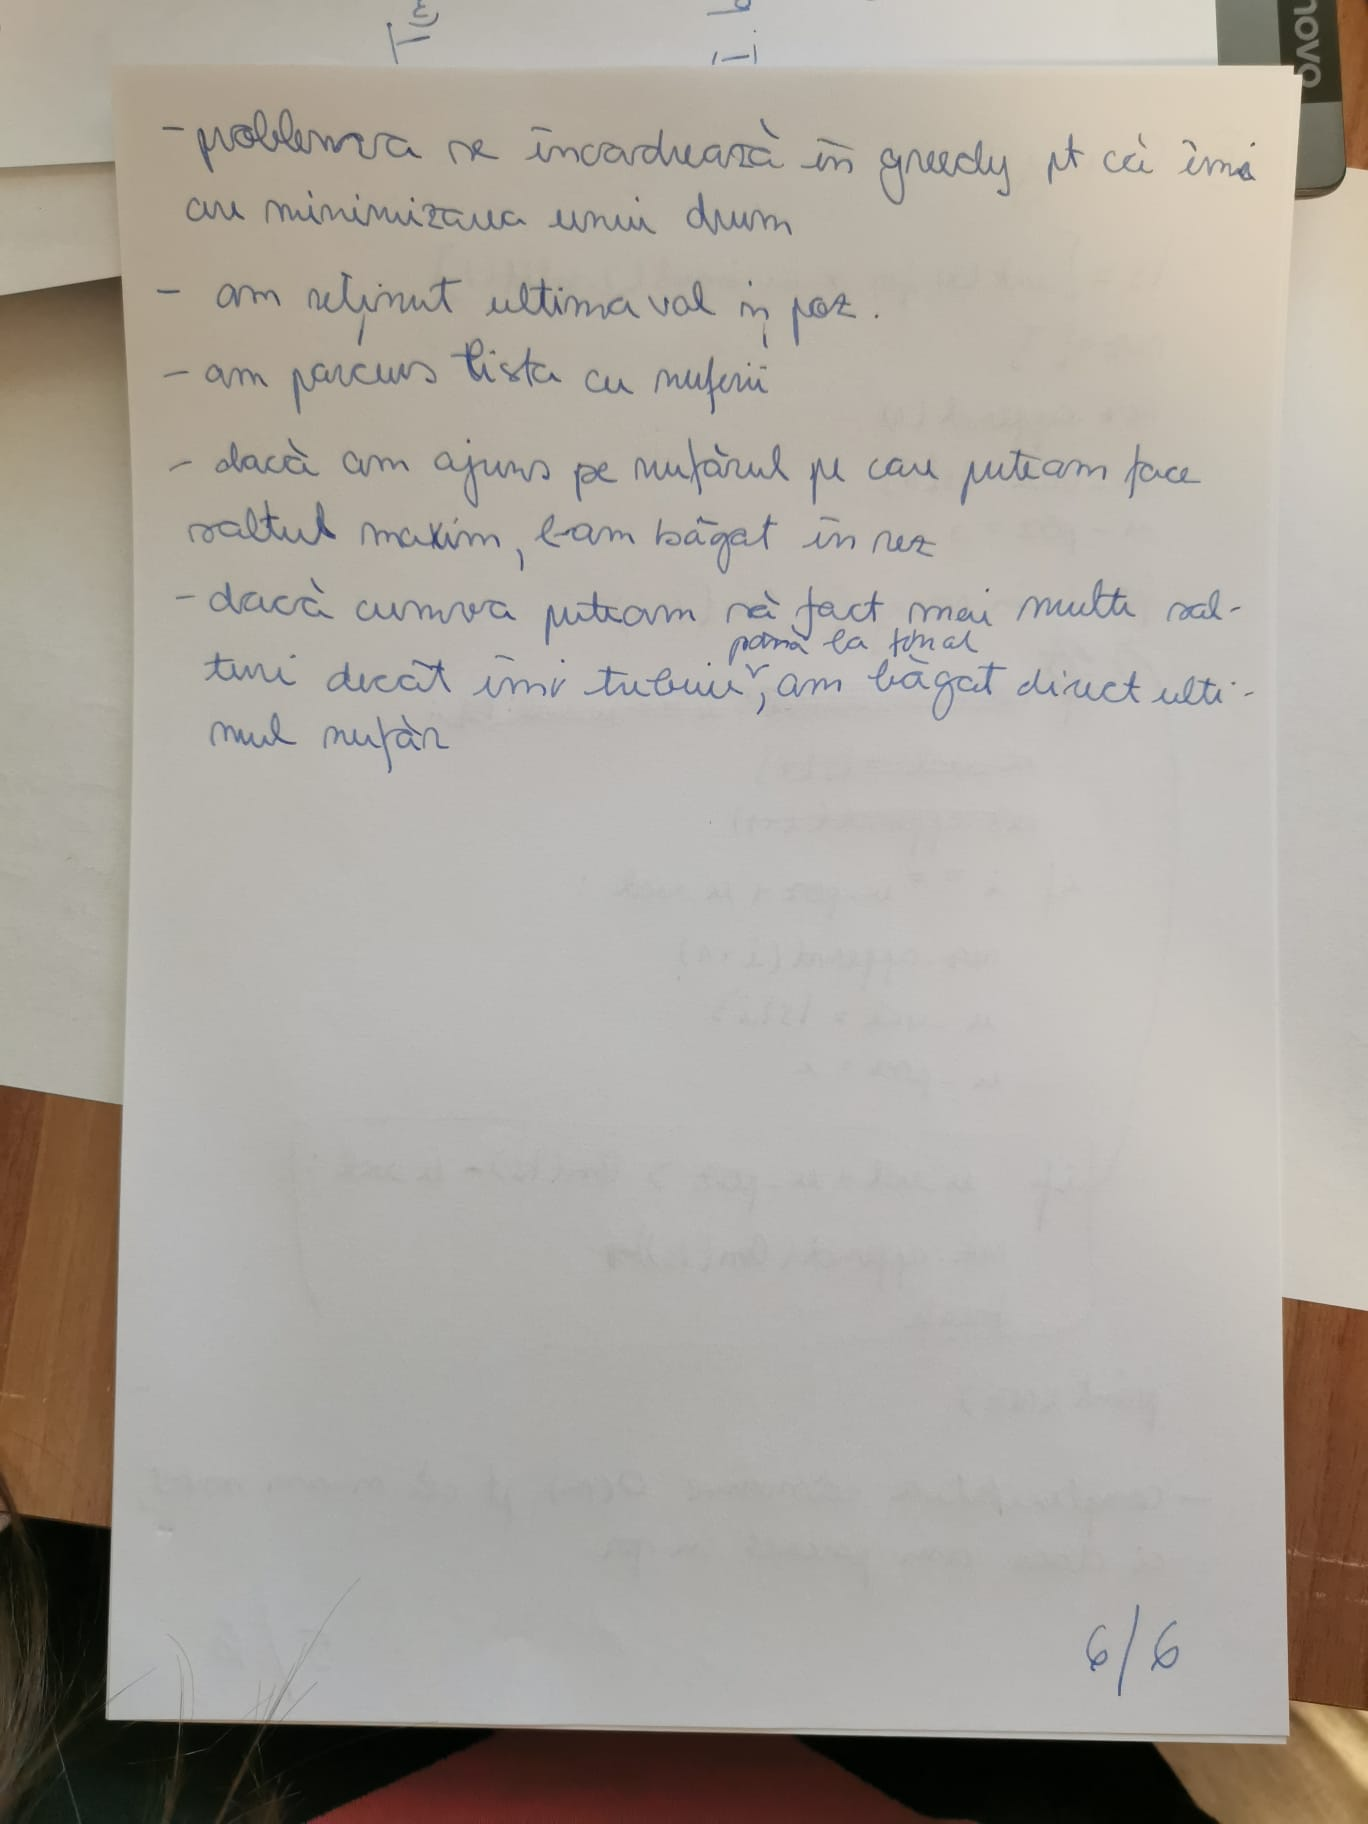 - problema se încadrează în greedy pt că îmi
cere minimizarea unui drum
- am reținut ultima val și poz.
- am parcurs lista cu nuferii
- dacă am ajuns pe nufărul pe care puteam face
saltul maxim, l-am băgat în rez
- dacă cumva puteam să fact mai multe sal-
până la final
turi decât îmi trebuie, am băgat direct ulti-
mul nufăr
6/6
novo